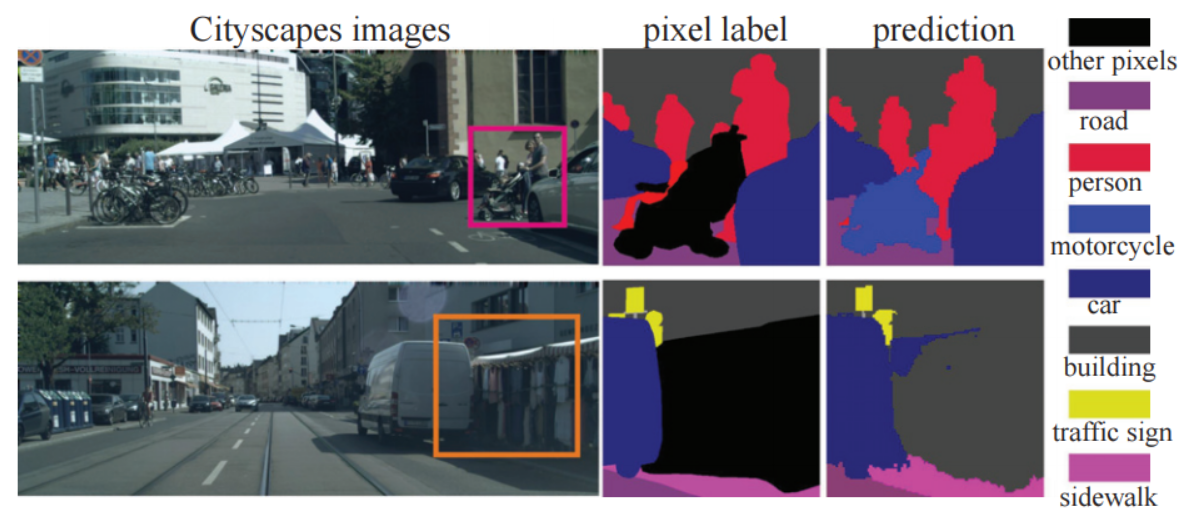 Cityscapes images
pixel label
prediction
other pixels
road
person
motorcycle
car
building
traffic sign
sidewalk